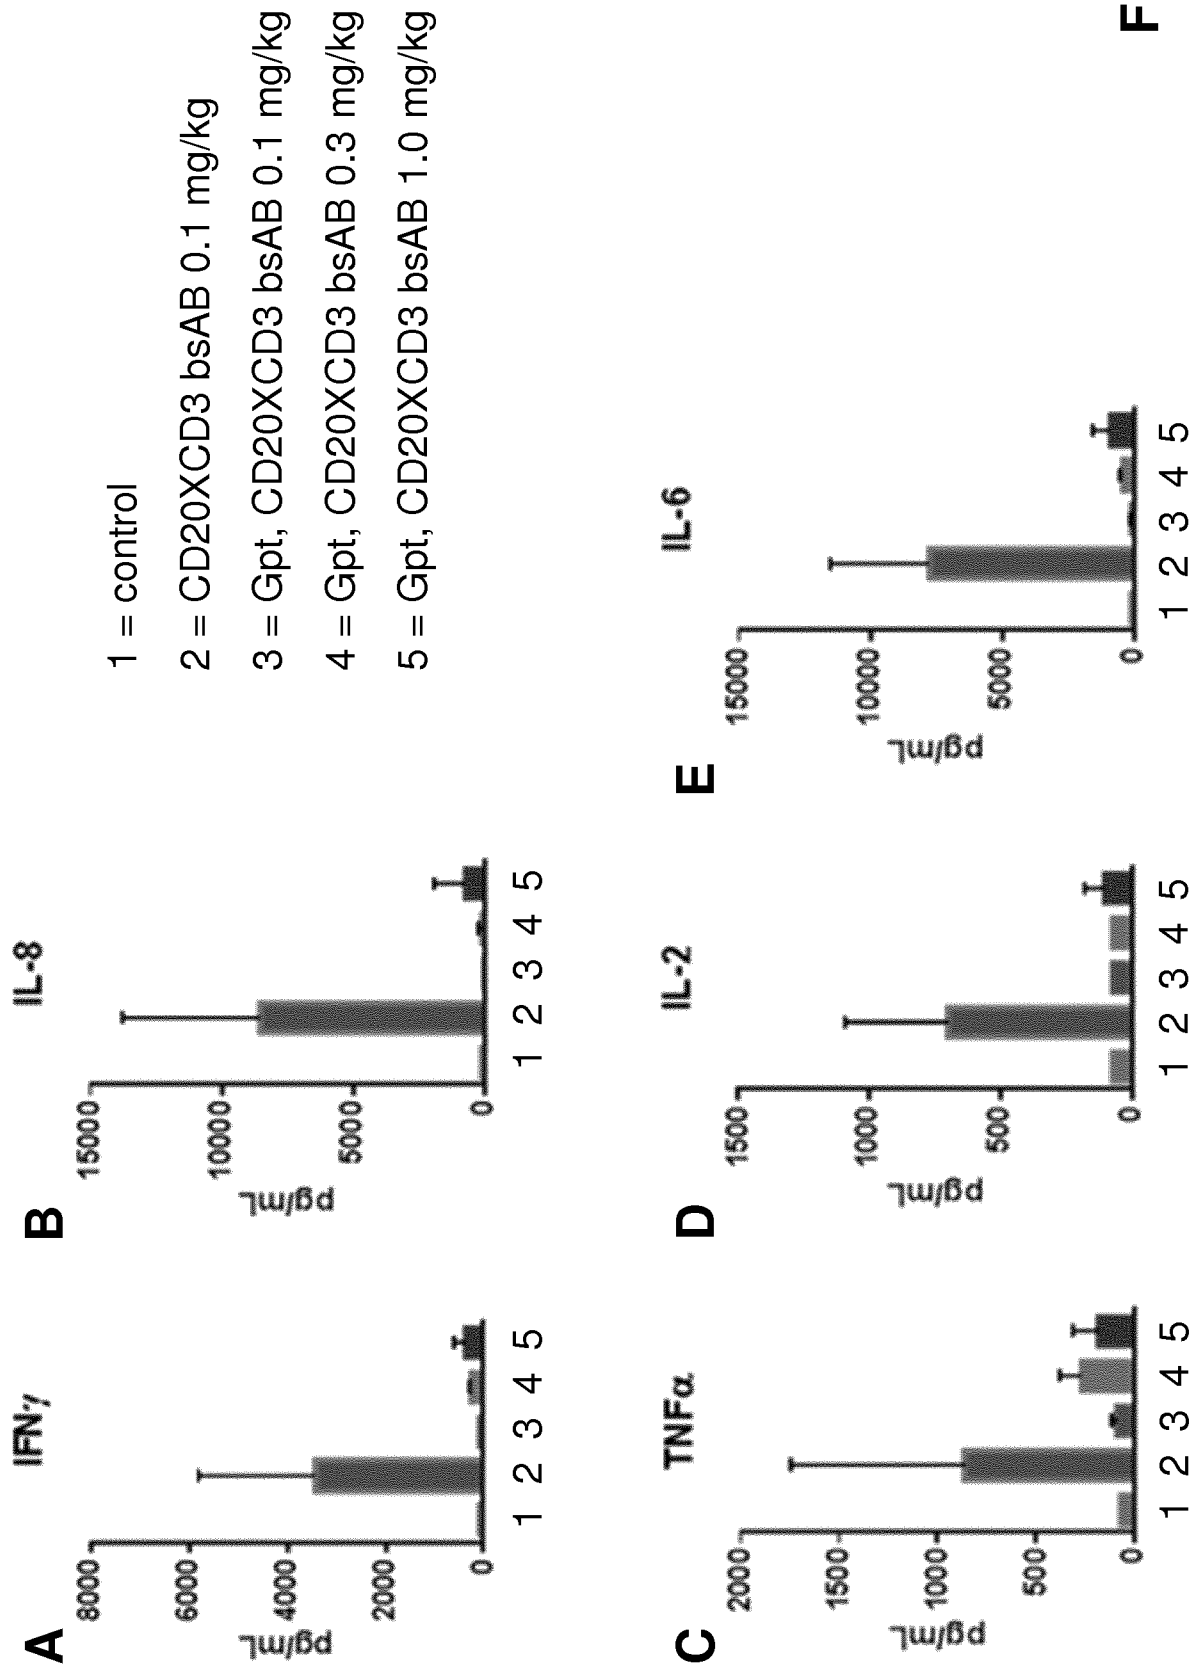 A
IFNγ
pg/mL
8000
6000
4000
2000
0
1 2 3 4 5
B
IL-8
pg/mL
15000
10000
5000
0
1 2 3 4 5
1 = control
2 = CD20XCD3 bsAB 0.1 mg/kg
3 = Gpt, CD20XCD3 bsAB 0.1 mg/kg
4 = Gpt, CD20XCD3 bsAB 0.3 mg/kg
5 = Gpt, CD20XCD3 bsAB 1.0 mg/kg
C
TNFα
pg/mL
2000
1500
1000
500
0
1 2 3 4 5
D
IL-2
pg/mL
1500
1000
500
0
1 2 3 4 5
E
IL-6
pg/mL
15000
10000
5000
0
1 2 3 4 5
F